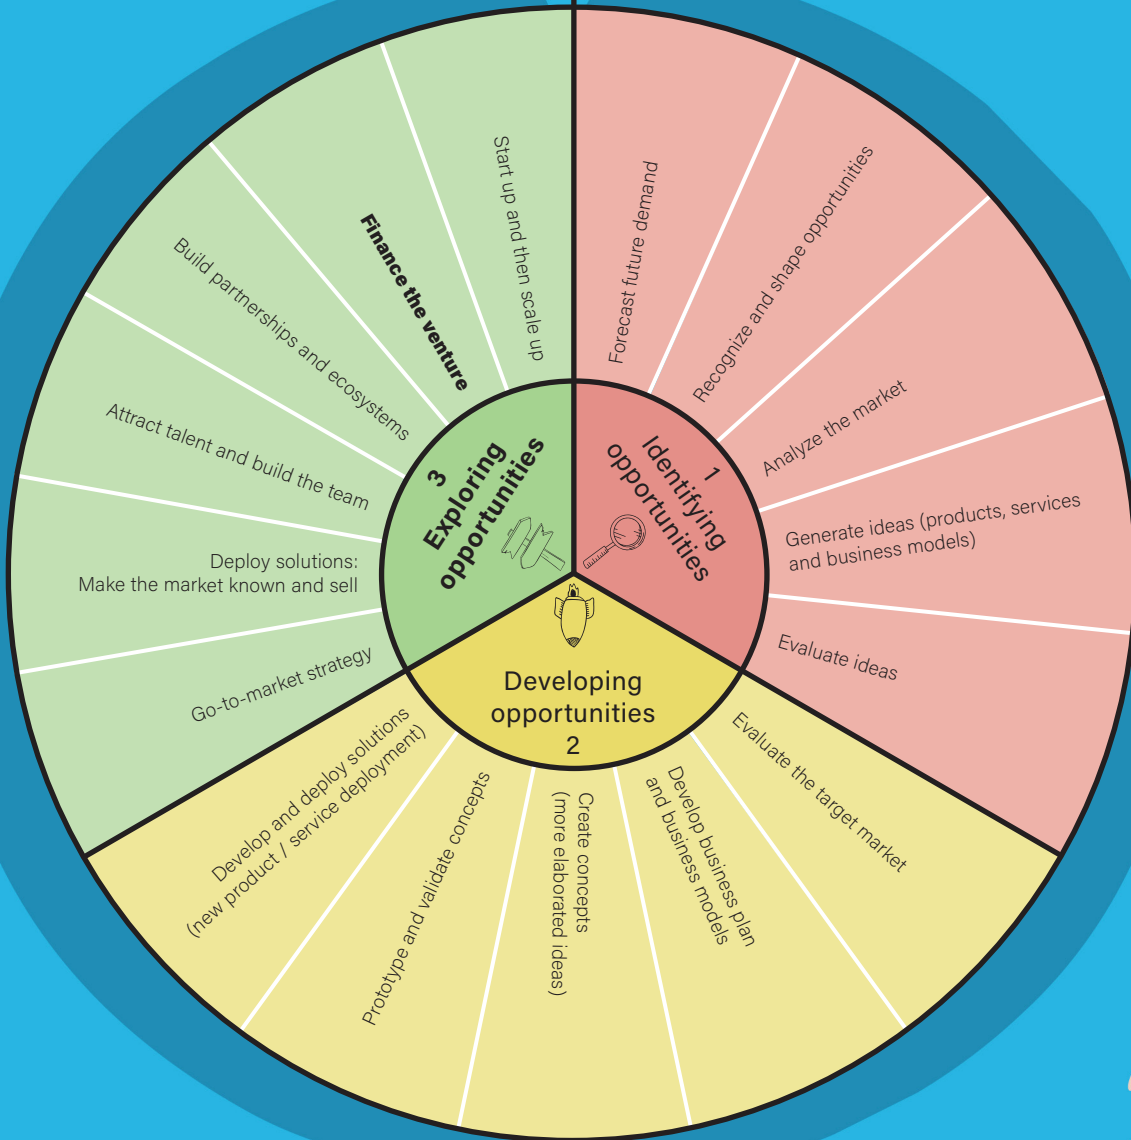 1
Identifying
opportunities
Forecast future demand
Recognize and shape opportunities
Analyze the market
Generate ideas (products, services
and business models)
Evaluate ideas
Developing
opportunities
2
Evaluate the target market
Develop business plan
and business models
Create concepts
(more elaborated ideas)
Prototype and validate concepts
Develop and deploy solutions
(new product / service deployment)
3
Exploring
opportunities
Go-to-market strategy
Deploy solutions:
Make the market known and sell
Attract talent and build the team
Build partnerships and ecosystems
Finance the venture
Start up and then scale up